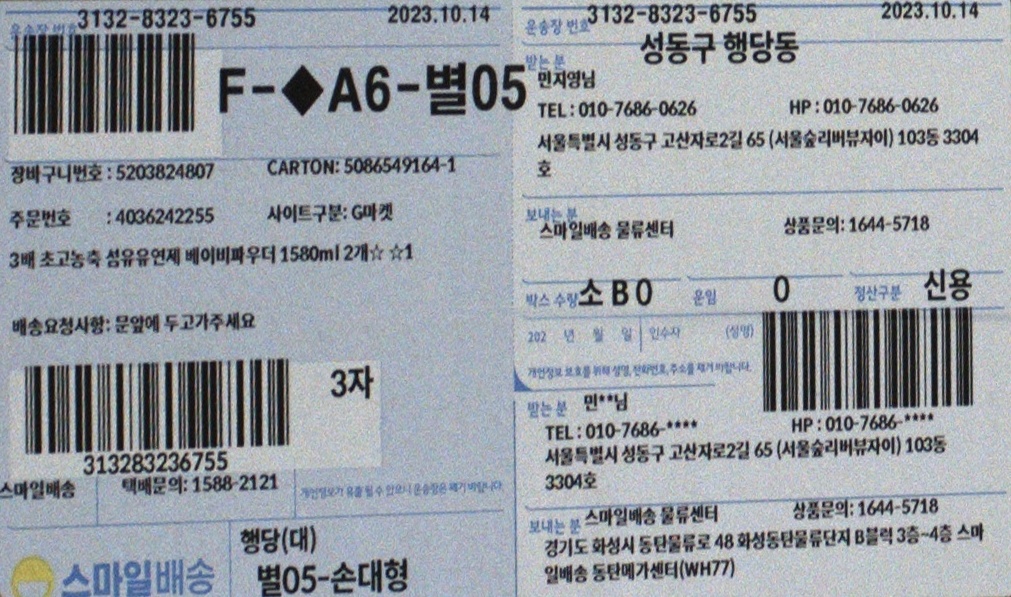 운송장 번호 3132-8323-6755 2023.10.14
F-◆A6-별05
장바구니번호 : 5203824807 CARTON: 5086549164-1
주문번호 : 4036242255 사이트구분: G마켓
3배 초고농축 섬유유연제 베이비파우더 1580ml 2개☆ ☆1
배송요청사항: 문앞에 두고가주세요
3자
313283236755
스마일배송 택배문의: 1588-2121 개인정보가 유출 될 수 있으니 운송장은 폐기 바랍니다.
행당(대)
스마일배송 별05-손대형
운송장 번호 3132-8323-6755 2023.10.14
성동구 행당동
받는 분
민지영님
TEL : 010-7686-0626 HP : 010-7686-0626
서울특별시 성동구 고산자로2길 65 (서울숲리버뷰자이) 103동 3304
호
보내는 분
스마일배송 물류센터 상품문의: 1644-5718
박스 수량 소 B 0 운임 0 정산구분 신용
202 년 월 일 인수자 (성명)
개인정보 보호를 위해 성명, 전화번호, 주소를 제거 바랍니다.
받는 분 민**님
TEL : 010-7686-**** HP : 010-7686-****
서울특별시 성동구 고산자로2길 65 (서울숲리버뷰자이) 103동
3304호
보내는 분 스마일배송 물류센터 상품문의: 1644-5718
경기도 화성시 동탄물류로 48 화성동탄물류단지 B블럭 3층~4층 스마
일배송 동탄메가센터(WH77)